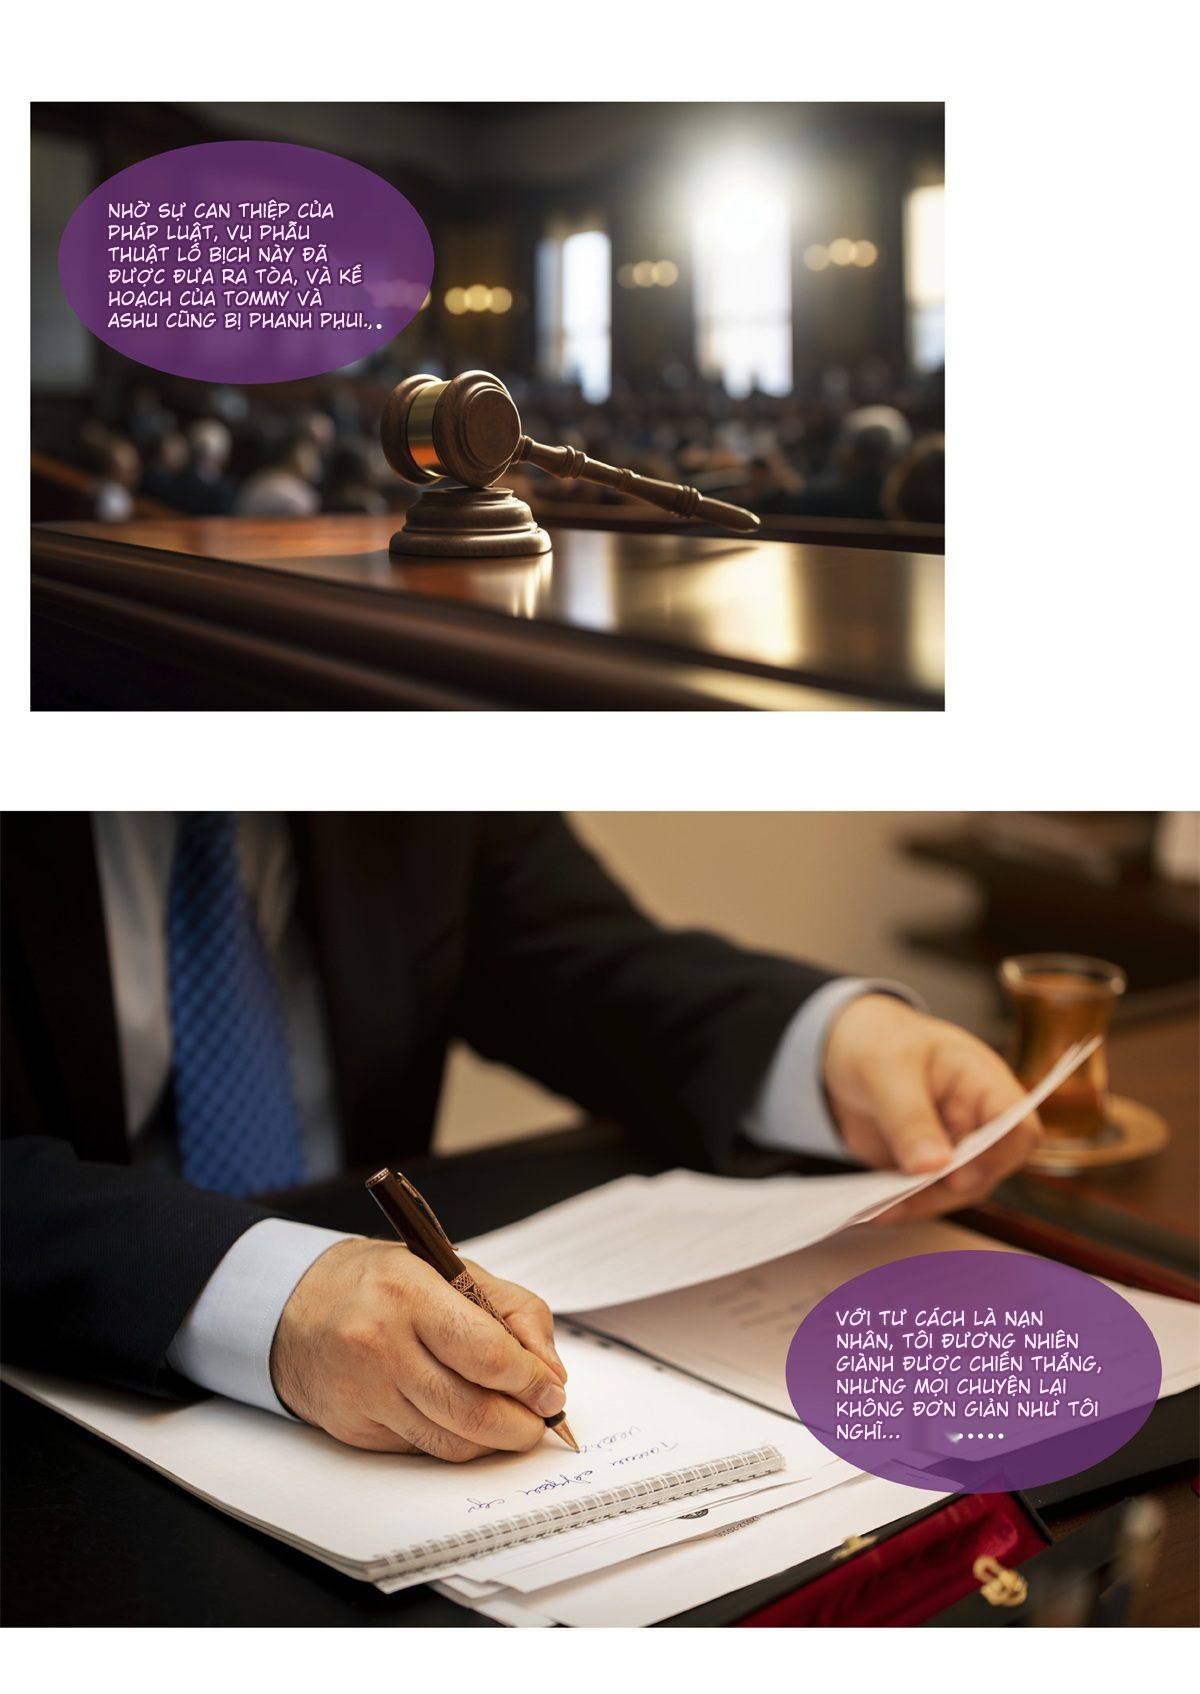 NHỜ SỰ CAN THIỆP CỦA
PHÁP LUẬT, VỤ PHẪU
THUẬT LỐ BỊCH NÀY ĐÃ
ĐƯỢC ĐƯA RA TÒA, VÀ KẾ
HOẠCH CỦA TOMMY VÀ
ASHU CŨNG BỊ PHANH PHUI...
VỚI TƯ CÁCH LÀ NẠN
NHÂN, TÔI ĐƯƠNG NHIÊN
GIÀNH ĐƯỢC CHIẾN THẮNG,
NHƯNG MỌI CHUYỆN LẠI
KHÔNG ĐƠN GIẢN NHƯ TÔI
NGHĨ... .....